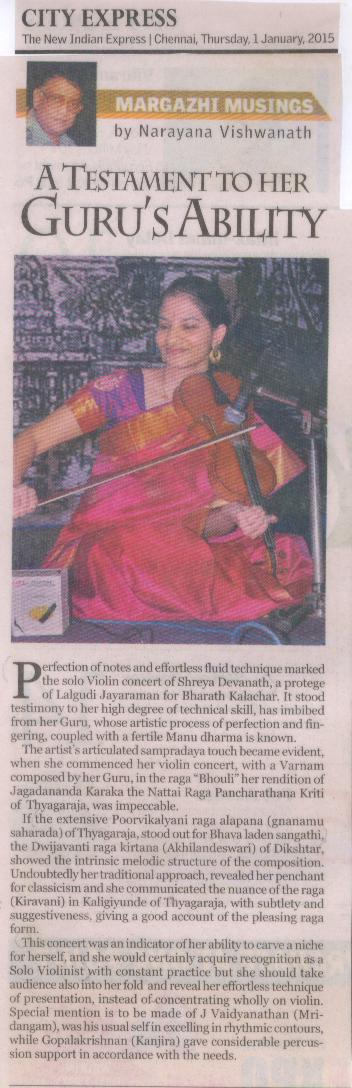 CITY EXPRESS
The New Indian Express | Chennai, Thursday, 1 January, 2015
MARGAZHI MUSINGS
by Narayana Vishwanath
A TESTAMENT TO HER
GURU'S ABILITY
Perfection of notes and effortless fluid technique marked
the solo Violin concert of Shreya Devanath, a protege
of Lalgudi Jayaraman for Bharath Kalachar. It stood
testimony to her high degree of technical skill, has imbibed
from her Guru, whose artistic process of perfection and fin-
gering, coupled with a fertile Manu dharma is known.
The artist's articulated sampradaya touch became evident,
when she commenced her violin concert, with a Varnam
composed by her Guru, in the raga "Bhouli" her rendition of
Jagadananda Karaka the Nattai Raga Pancharathana Kriti
of Thyagaraja, was impeccable.
If the extensive Poorvikalyani raga alapana (gnanamu
saharada) of Thyagaraja, stood out for Bhava laden sangathi,
the Dwijavanti raga kirtana (Akhilandeswari) of Dikshtar,
showed the intrinsic melodic structure of the composition.
Undoubtedly her traditional approach, revealed her penchant
for classicism and she communicated the nuance of the raga
(Kiravani) in Kaligiyunde of Thyagaraja, with subtlety and
suggestiveness, giving a good account of the pleasing raga
form.
This concert was an indicator of her ability to carve a niche
for herself, and she would certainly acquire recognition as a
Solo Violinist with constant practice but she should take
audience also into her fold and reveal her effortless technique
of presentation, instead of concentrating wholly on violin.
Special mention is to be made of J Vaidyanathan (Mri-
dangam), was his usual self in excelling in rhythmic contours,
while Gopalakrishnan (Kanjira) gave considerable percus-
sion support in accordance with the needs.